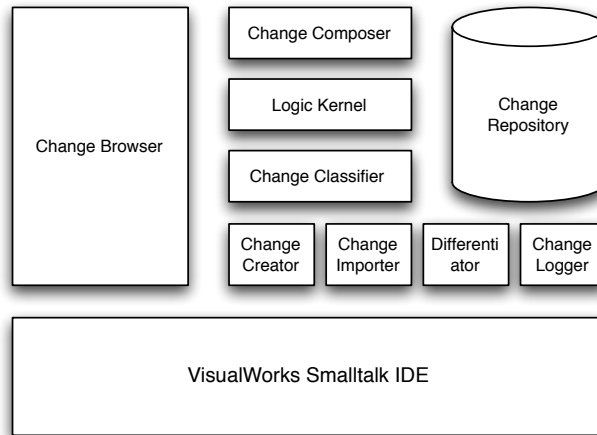 Change Composer
Logic Kernel
Change Classifier
Change Browser
Change
Repository
Change
Creator
Change
Importer
Differenti
ator
Change
Logger
VisualWorks Smalltalk IDE